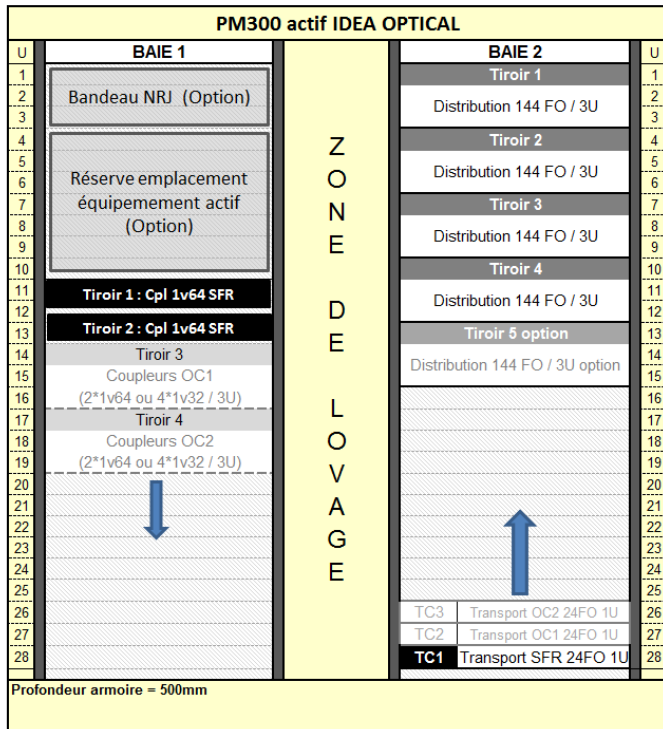 PM300 actif IDEA OPTICAL
U
BAIE 1
BAIE 2
U
1
2
3
4
5
6
7
8
9
10
11
12
13
14
15
16
17
18
19
20
21
22
23
24
25
26
27
28
Bandeau NRJ (Option)
Réserve emplacement
équipemement actif
(Option)
Tiroir 1 : Cpl 1v64 SFR
Tiroir 2 : Cpl 1v64 SFR
Tiroir 3
Coupleurs OC1
(2*1v64 ou 4*1v32 / 3U)
Tiroir 4
Coupleurs OC2
(2*1v64 ou 4*1v32 / 3U)
Z
O
N
E
D
E
L
O
V
A
G
E
Tiroir 1
Distribution 144 FO / 3U
Tiroir 2
Distribution 144 FO / 3U
Tiroir 3
Distribution 144 FO / 3U
Tiroir 4
Distribution 144 FO / 3U
Tiroir 5 option
Distribution 144 FO / 3U option
TC3 Transport OC2 24FO 1U
TC2 Transport OC1 24FO 1U
TC1 Transport SFR 24FO 1U
1
2
3
4
5
6
7
8
9
10
11
12
13
14
15
16
17
18
19
20
21
22
23
24
25
26
27
28
Profondeur armoire = 500mm